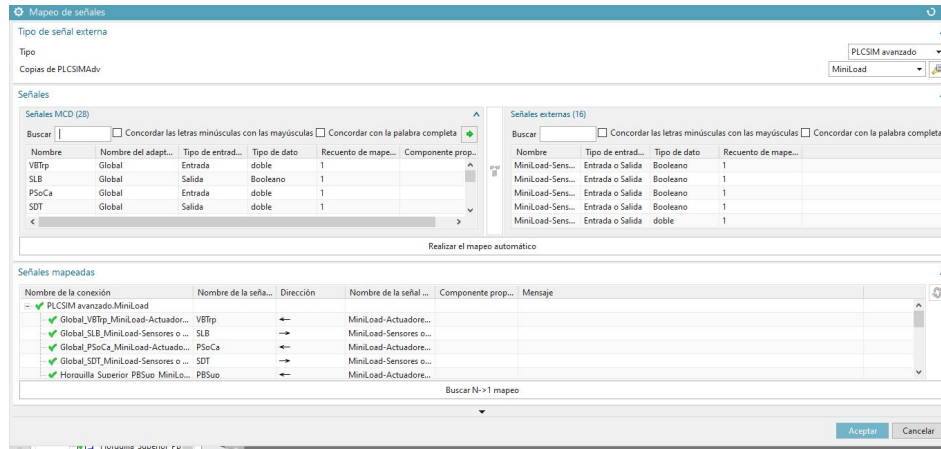 Mapeo de señales
Tipo de señal externa
Tipo PLCSIM avanzado
Copias de PLCSIMAdv MiniLoad
Señales
Señales MCD (28)
Buscar Concordar las letras minúsculas con las mayúsculas Concordar con la palabra completa
Nombre Nombre del adapt... Tipo de entrad... Tipo de dato Recuento de mape... Componente prop..
VBTrp Global Entrada doble 1
SLB Global Salida Booleano 1
PSoCa Global Entrada doble 1
SDT Global Salida doble 1
Señales externas (16)
Buscar Concordar las letras minúsculas con las mayúsculas Concordar con la palabra completa
Nombre Tipo de entrad... Tipo de dato Recuento de mape...
MiniLoad-Sens... Entrada o Salida Booleano 1
MiniLoad-Sens... Entrada o Salida Booleano 1
MiniLoad-Sens... Entrada o Salida Booleano 1
MiniLoad-Sens... Entrada o Salida Booleano 1
MiniLoad-Sens... Entrada o Salida doble 1
Realizar el mapeo automático
Señales mapeadas
Nombre de la conexión Nombre de la seña... Dirección Nombre de la señal ... Componente prop... Mensaje
PLCSIM avanzado.MiniLoad
Global_VBTrp_MiniLoad-Actuador... VBTrp ← MiniLoad-Actuadore...
Global_SLB_MiniLoad-Sensores o ... SLB → MiniLoad-Sensores o...
Global_PSoCa_MiniLoad-Actuado... PSoCa ← MiniLoad-Actuadore...
Global_SDT_MiniLoad-Sensores o ... SDT → MiniLoad-Sensores o...
Horquilla_Superior_PBSup_MiniLo... PBSup ← MiniLoad-Actuadore...
Buscar N->1 mapeo
Aceptar Cancelar